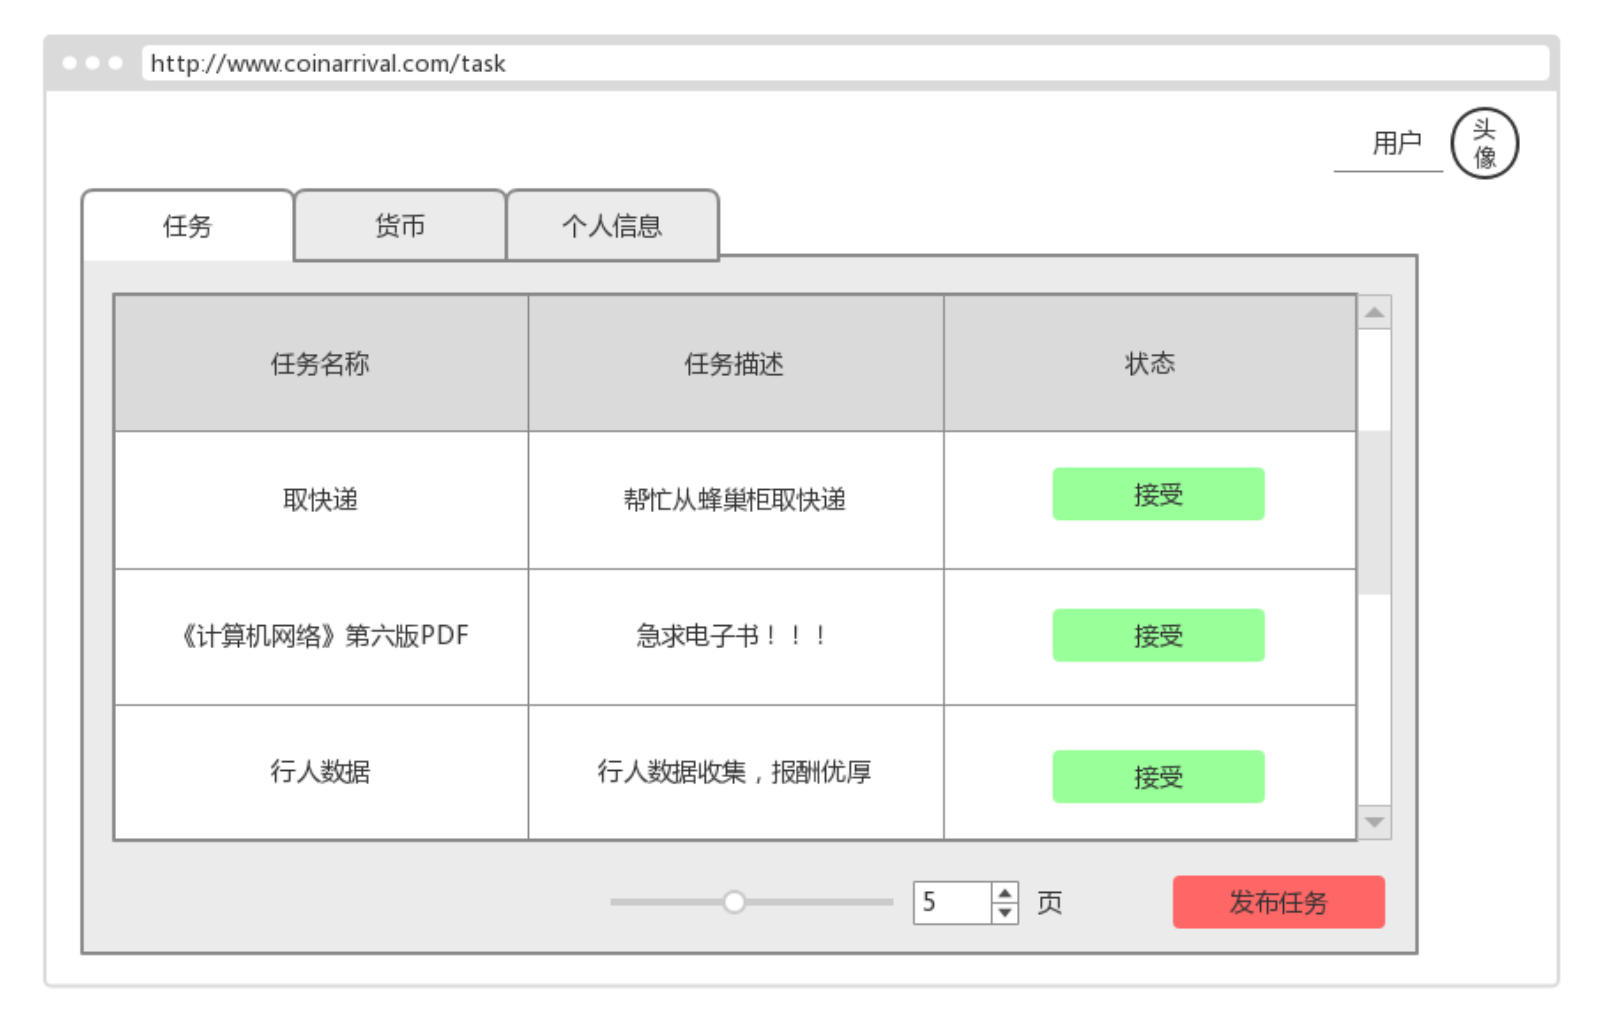 http://www.coinarrival.com/task
用户
头
像
任务 货币 个人信息
任务名称 任务描述 状态
取快递 帮忙从蜂巢柜取快递 接受
《计算机网络》第六版PDF 急求电子书！！！ 接受
行人数据 行人数据收集，报酬优厚 接受
5 页 发布任务